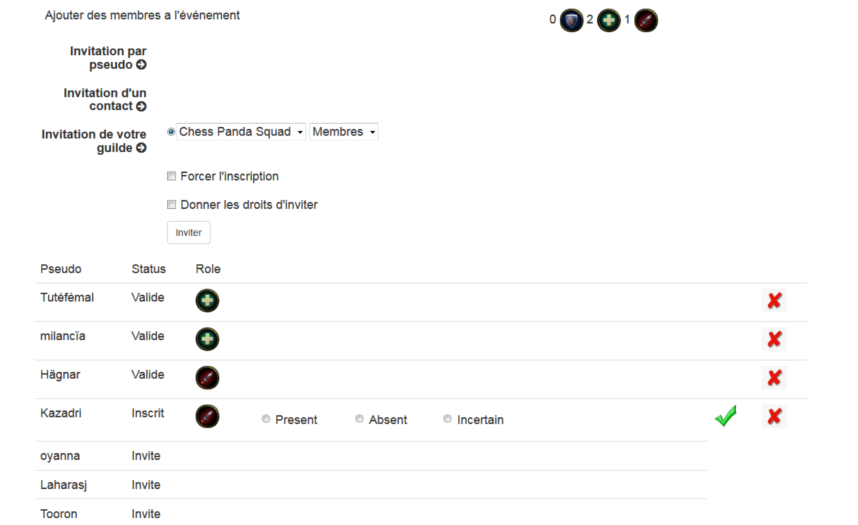 Ajouter des membres a l'événement
0 2 1
Invitation par
pseudo
Invitation d'un
contact
Invitation de votre
guilde
Chess Panda Squad Membres
Forcer l'inscription
Donner les droits d'inviter
Inviter
Pseudo Status Role
Tutéfémal Valide
milancïa Valide
Hägnar Valide
Kazadri Inscrit Present Absent Incertain
oyanna Invite
Laharasj Invite
Tooron Invite